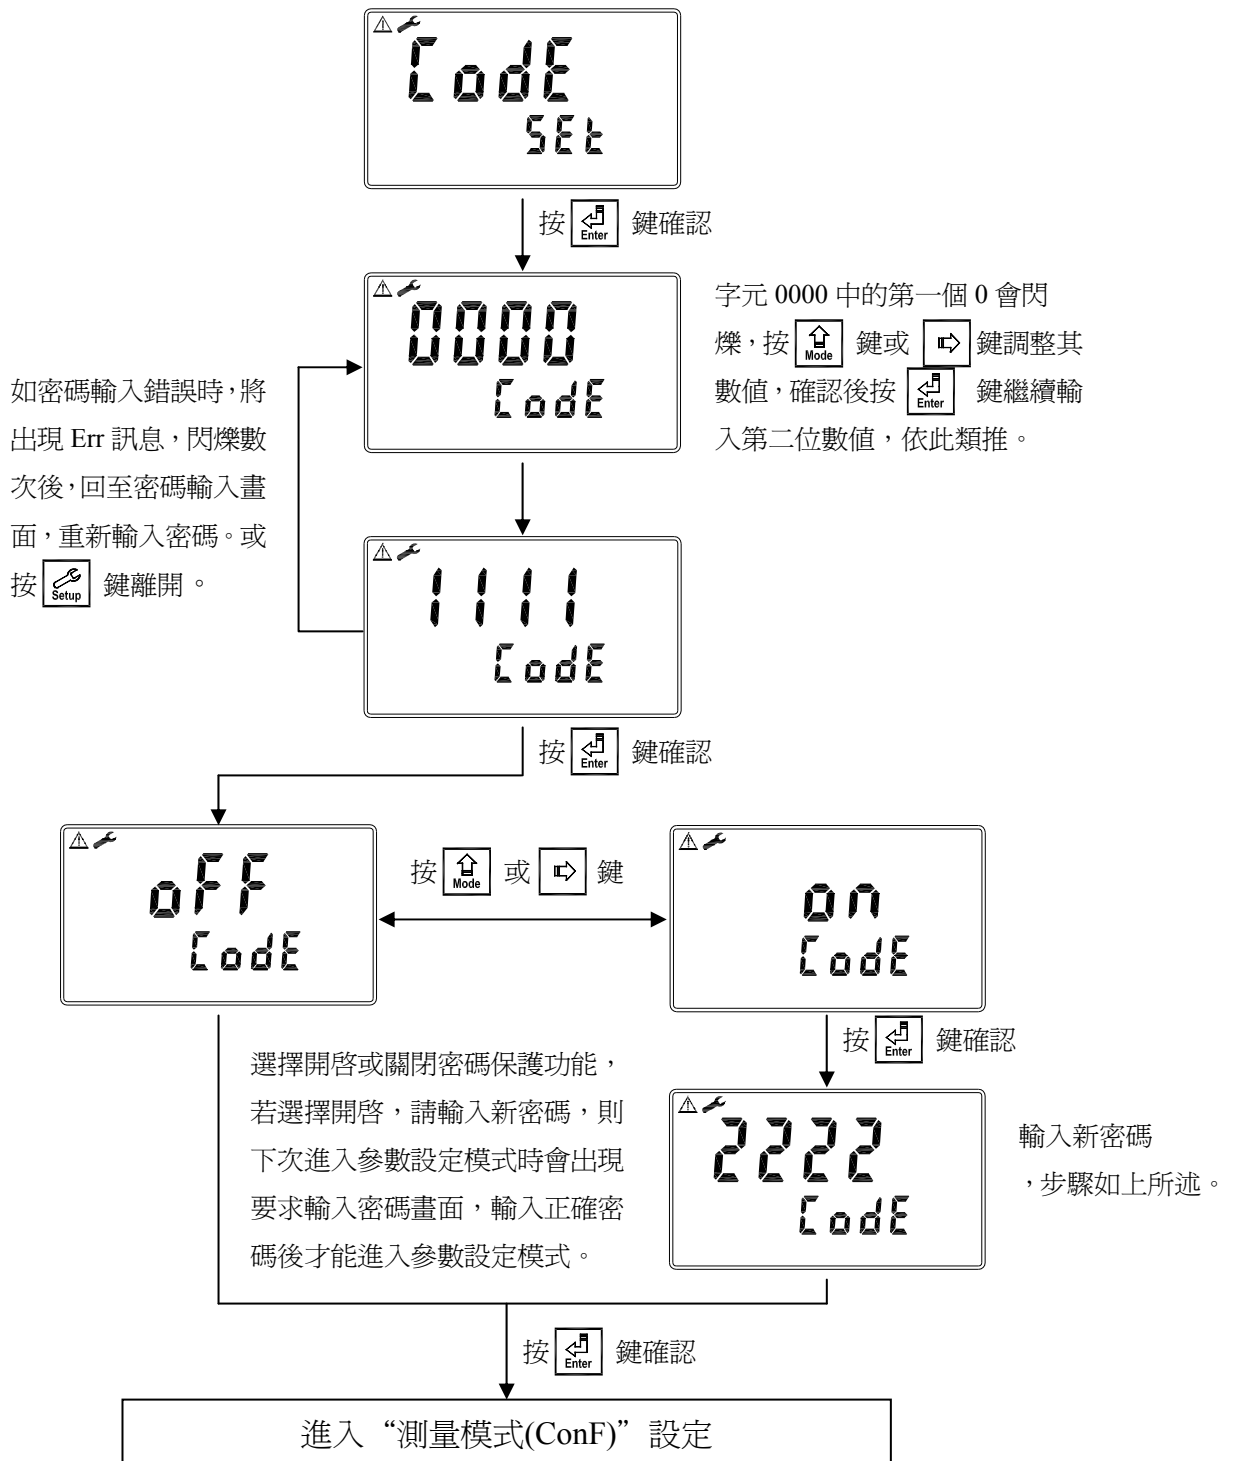 CodE
SEt
按 Enter 鍵確認
0000
CodE
字元 0000 中的第一個 0 會閃
爍，按 Mode 鍵或 鍵調整其
數值，確認後按 Enter 鍵繼續輸
入第二位數值，依此類推。
如密碼輸入錯誤時，將
出現 Err 訊息，閃爍數
次後，回至密碼輸入畫
面，重新輸入密碼。或
按 Setup 鍵離開。
1111
CodE
按 Enter 鍵確認
oFF
CodE
按 Mode 或 鍵
on
CodE
按 Enter 鍵確認
選擇開啓或關閉密碼保護功能，
若選擇開啓，請輸入新密碼，則
下次進入參數設定模式時會出現
要求輸入密碼畫面，輸入正確密
碼後才能進入參數設定模式。
2222
CodE
輸入新密碼
，步驟如上所述。
按 Enter 鍵確認
進入“測量模式(ConF)”設定